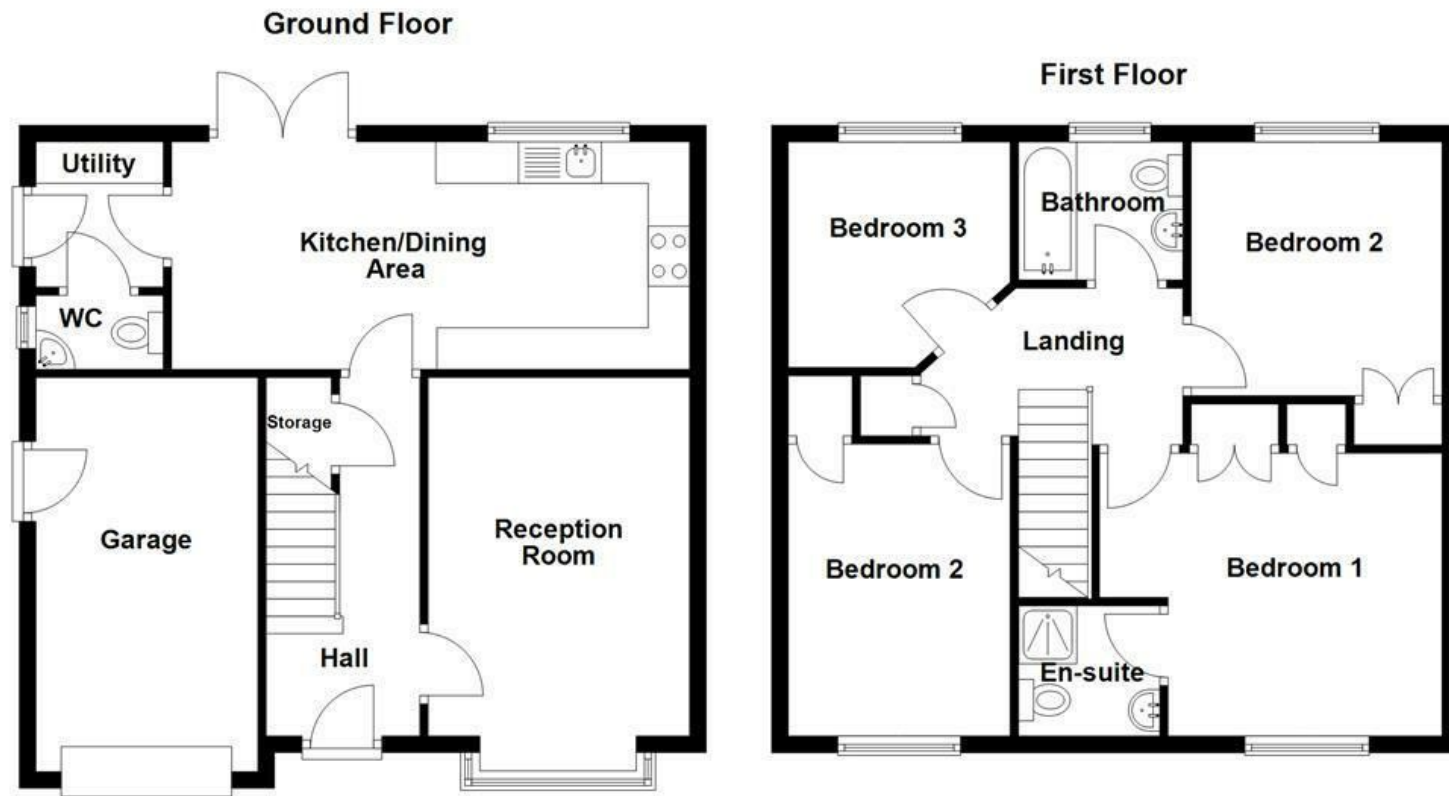 Ground Floor
Utility
Kitchen/Dining
Area
WC
Storage
Garage
Reception
Room
Hall
First Floor
Bedroom 3
Bathroom
Bedroom 2
Landing
Bedroom 2
Bedroom 1
En-suite